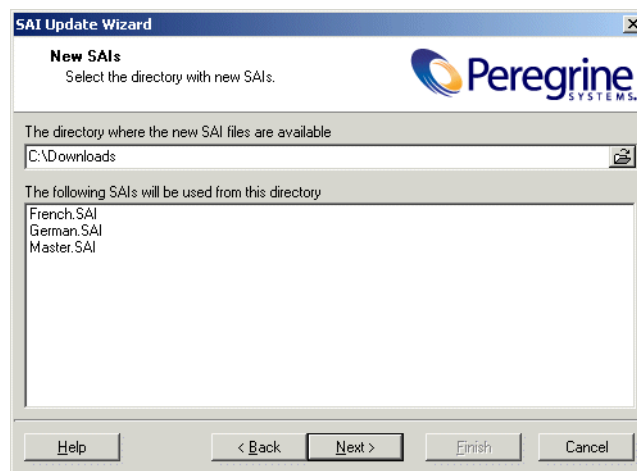 SAI Update Wizard
New SAIs
Select the directory with new SAIs.
Peregrine
SYSTEMS
The directory where the new SAI files are available
C:\Downloads
The following SAIs will be used from this directory
French.SAI
German.SAI
Master.SAI
Help
< Back
Next >
Finish
Cancel